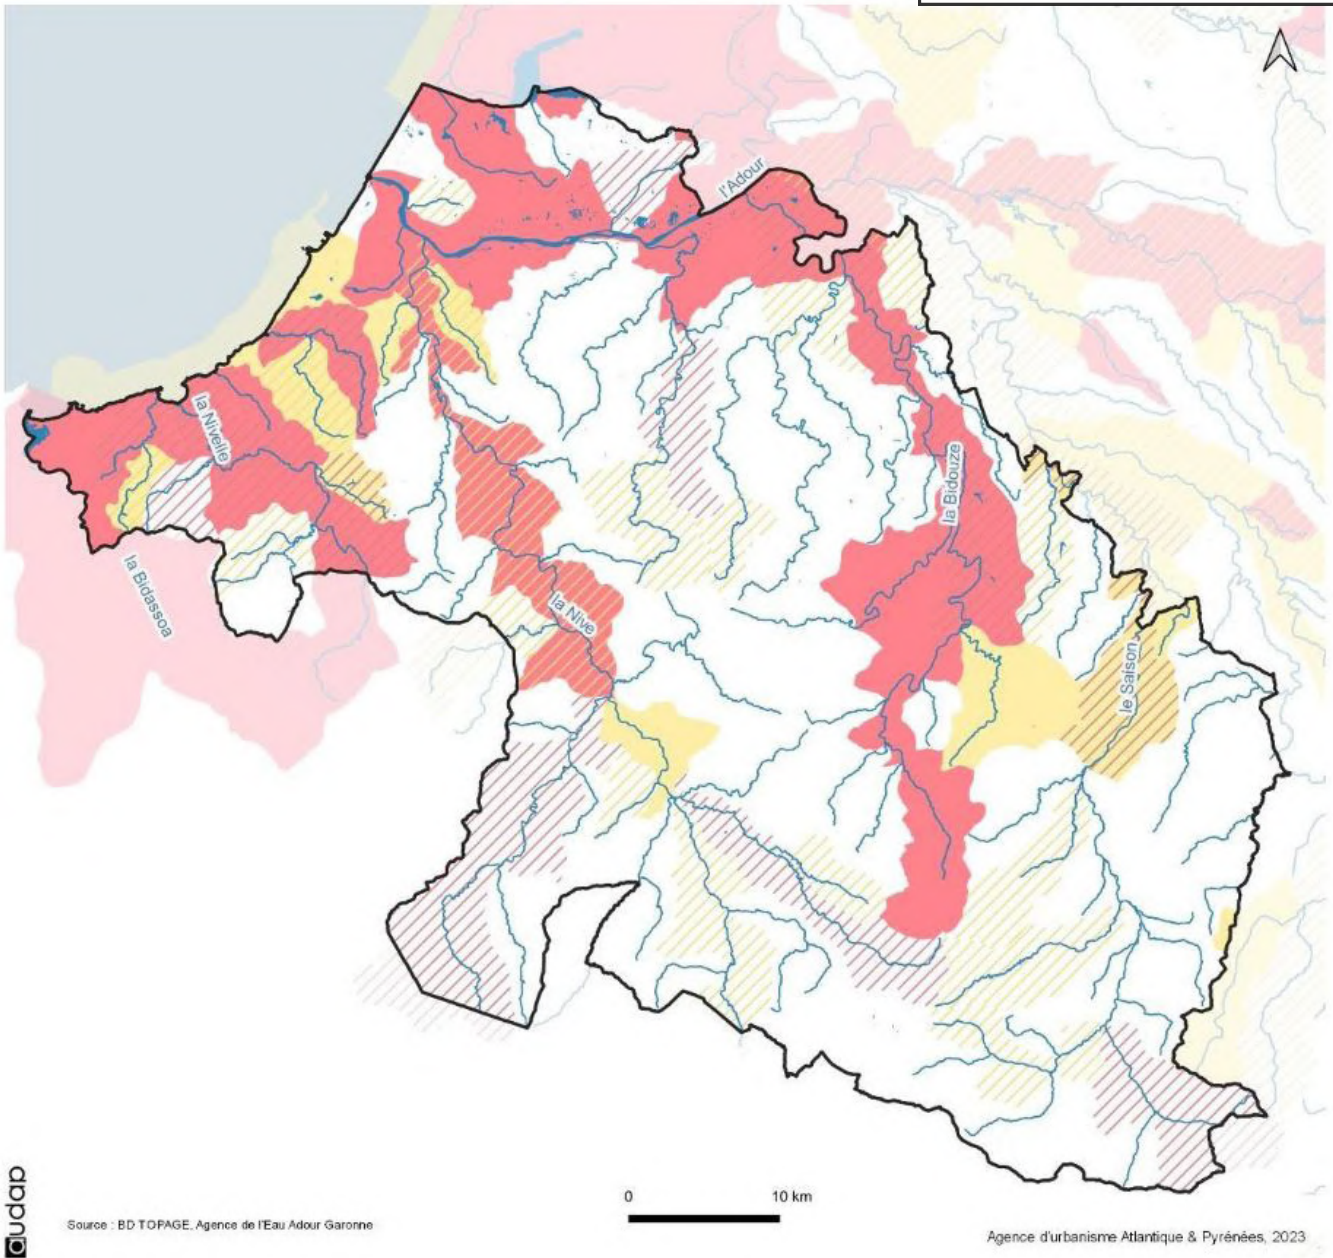 l'Adour
la Nivelle
la Bidouze
la Bidassoa
la Nive
le Saison
audap
0 10 km
Source : BD TOPAGE, Agence de l'Eau Adour Garonne
Agence d'urbanisme Atlantique & Pyrénées, 2023